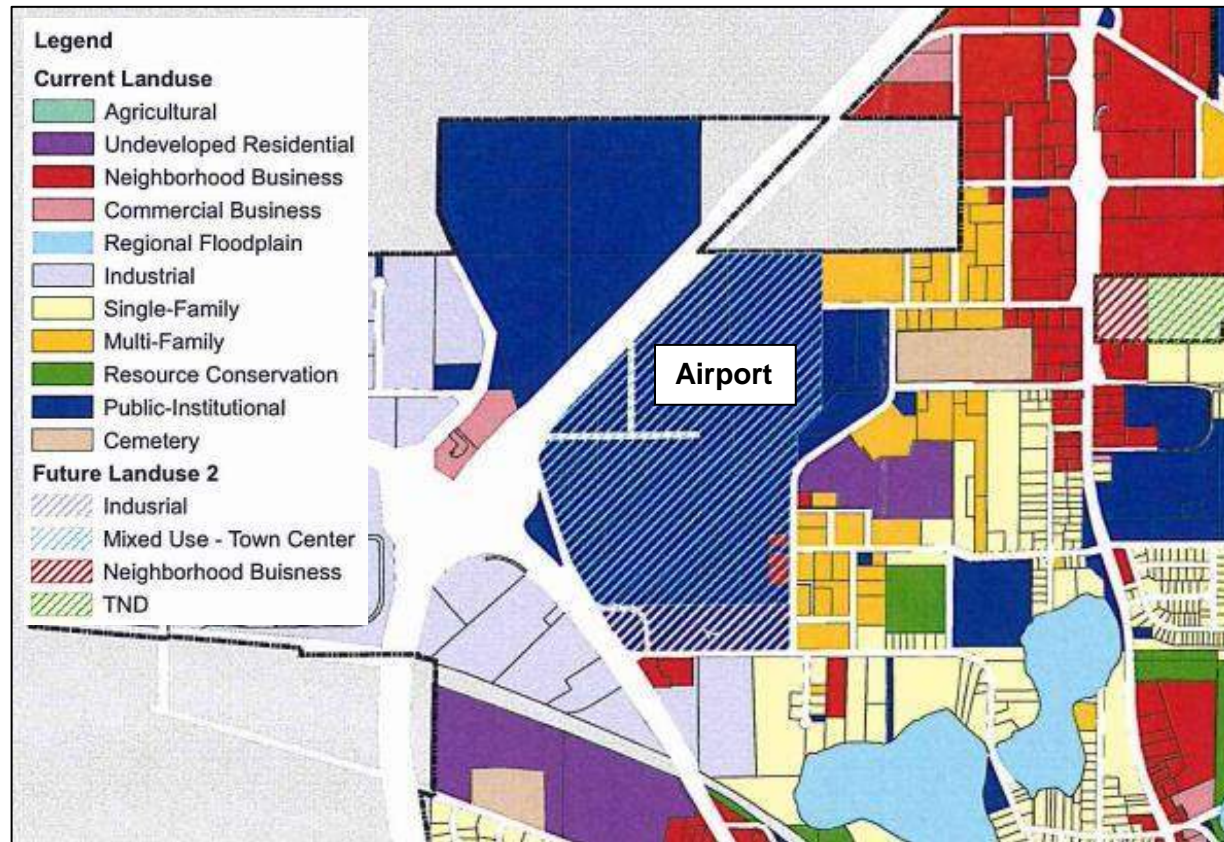 Legend
Current Landuse
Agricultural
Undeveloped Residential
Neighborhood Business
Commercial Business
Regional Floodplain
Industrial
Single-Family
Multi-Family
Resource Conservation
Public-Institutional
Cemetery
Future Landuse 2
Indusrial
Mixed Use - Town Center
Neighborhood Buisness
TND
Airport